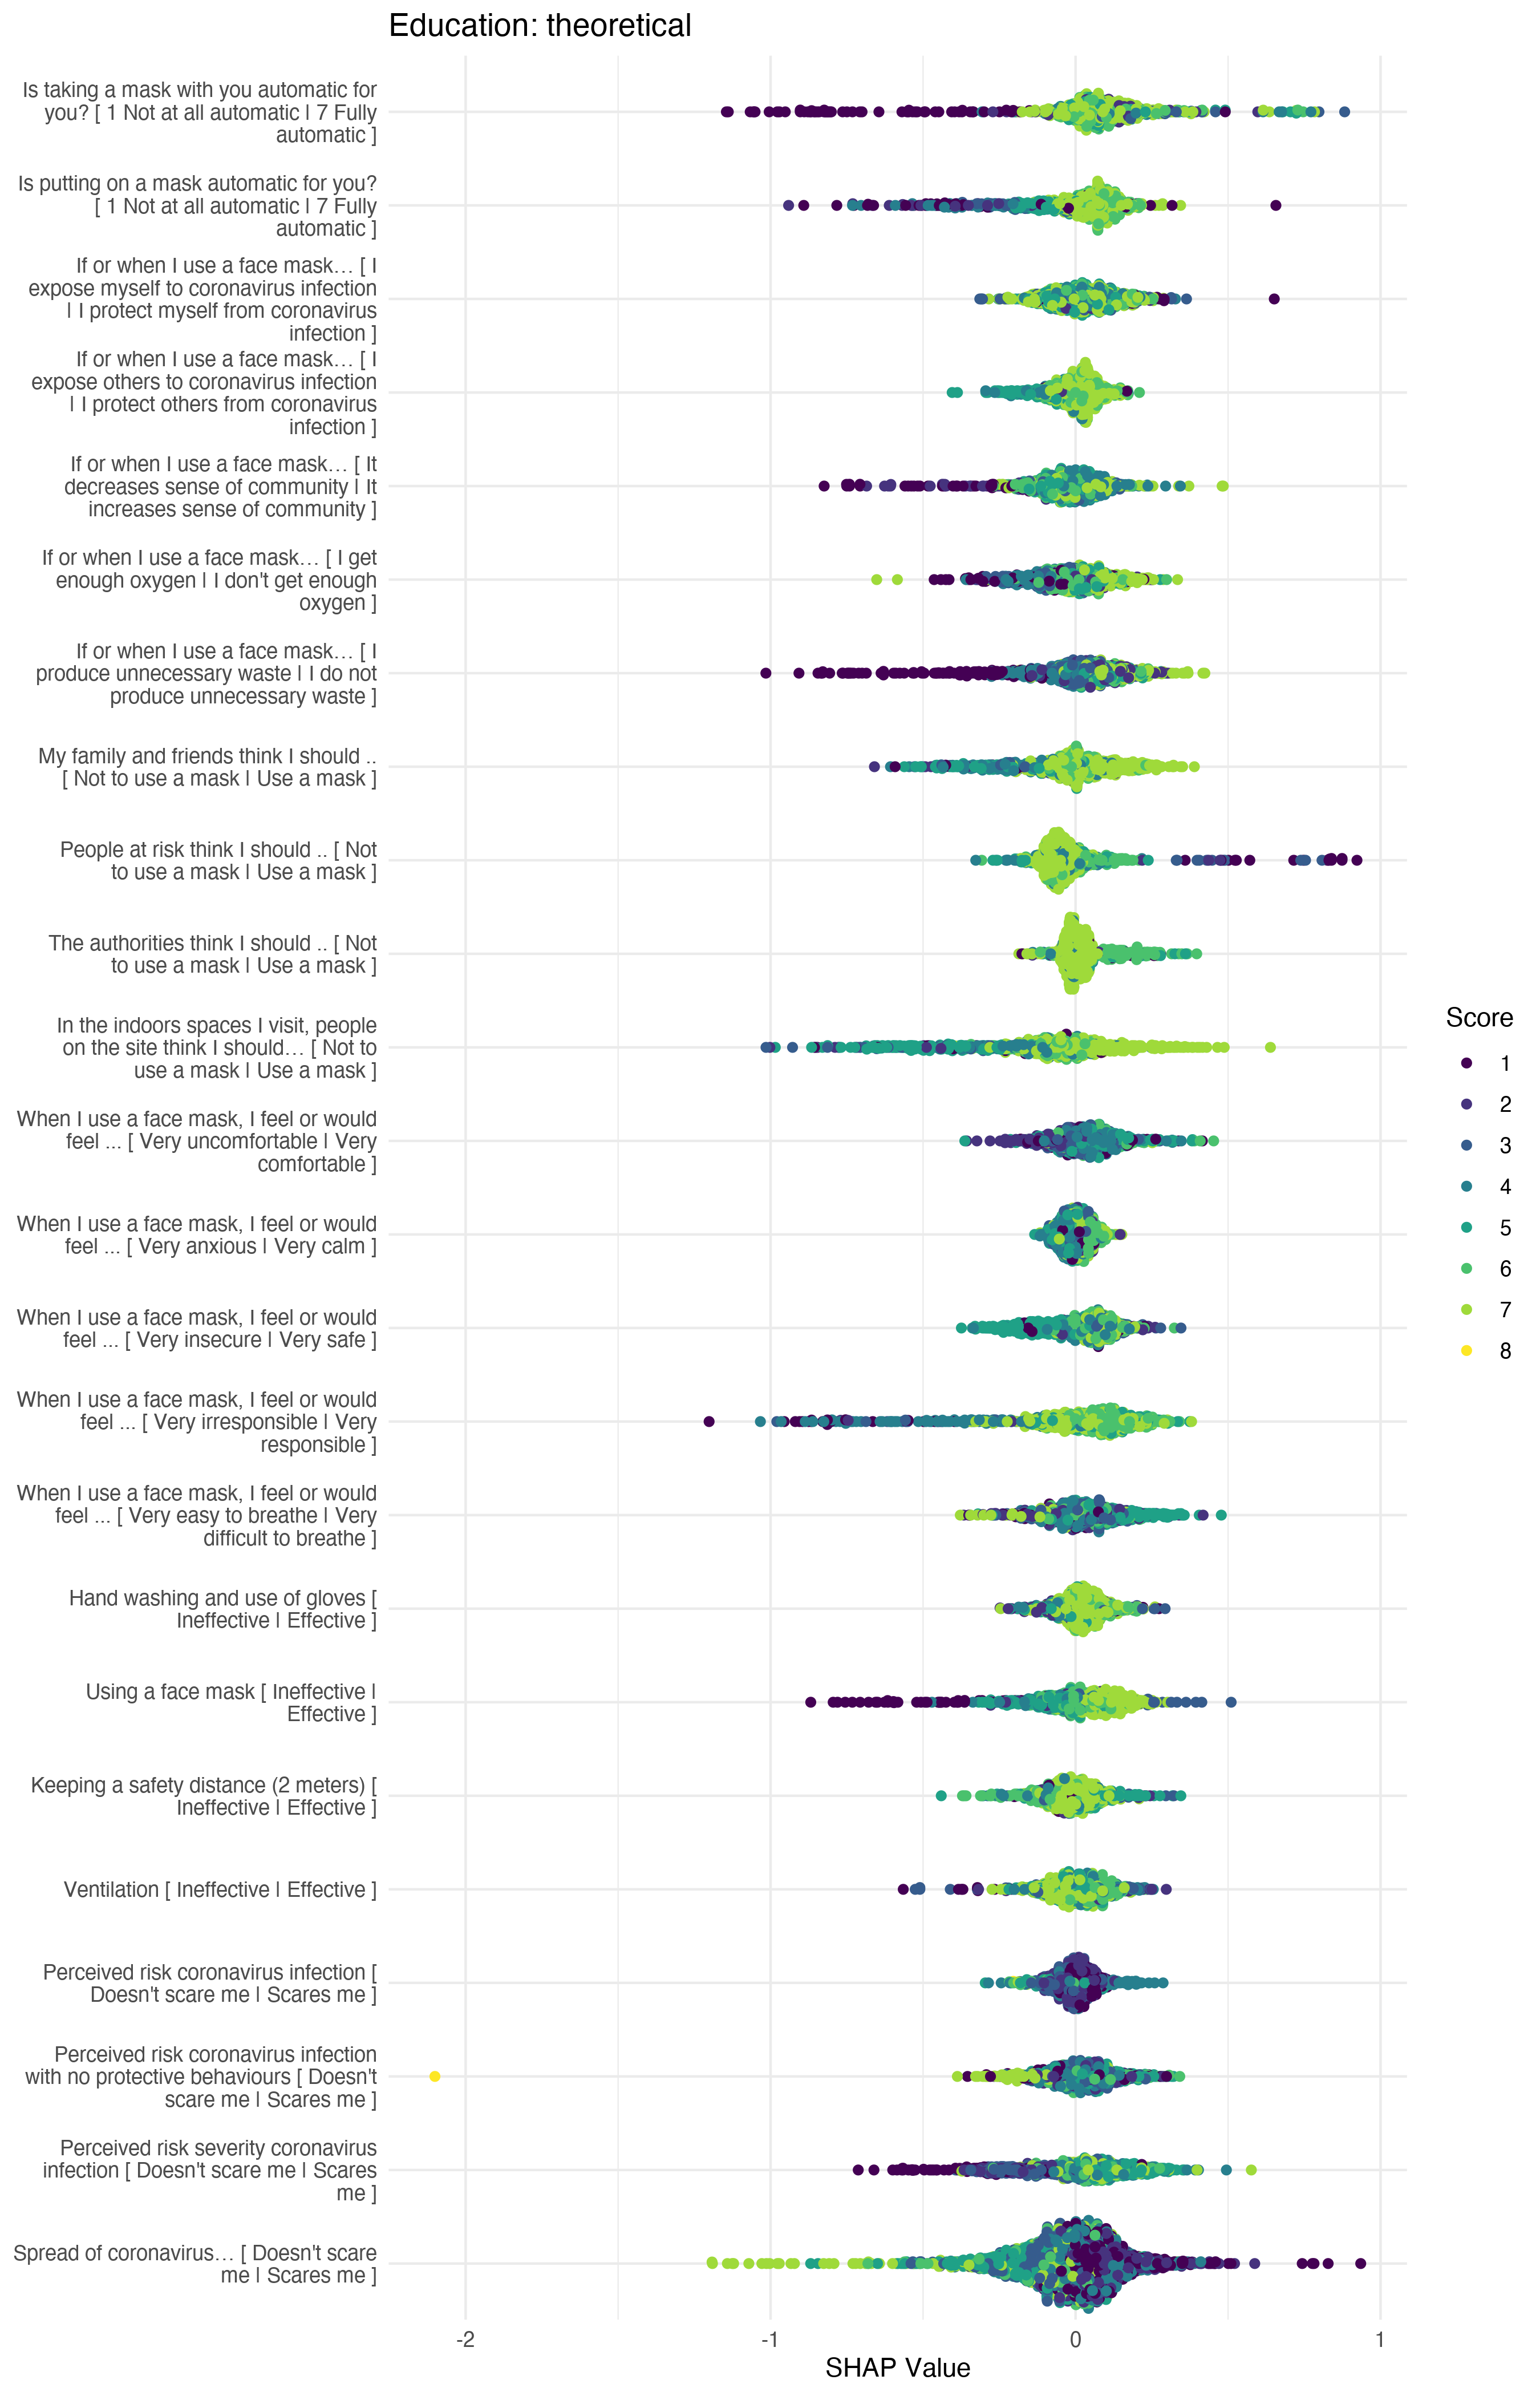 Education: theoretical
Is taking a mask with you automatic for
you? [ 1 Not at all automatic | 7 Fully
automatic ]
Is putting on a mask automatic for you?
[ 1 Not at all automatic | 7 Fully
automatic ]
If or when I use a face mask… [ I
expose myself to coronavirus infection
| I protect myself from coronavirus
infection ]
If or when I use a face mask… [ I
expose others to coronavirus infection
| I protect others from coronavirus
infection ]
If or when I use a face mask… [ It
decreases sense of community | It
increases sense of community ]
If or when I use a face mask… [ I get
enough oxygen | I don't get enough
oxygen ]
If or when I use a face mask… [ I
produce unnecessary waste | I do not
produce unnecessary waste ]
My family and friends think I should ..
[ Not to use a mask | Use a mask ]
People at risk think I should .. [ Not
to use a mask | Use a mask ]
The authorities think I should .. [ Not
to use a mask | Use a mask ]
In the indoors spaces I visit, people
on the site think I should… [ Not to
use a mask | Use a mask ]
When I use a face mask, I feel or would
feel ... [ Very uncomfortable | Very
comfortable ]
When I use a face mask, I feel or would
feel ... [ Very anxious | Very calm ]
When I use a face mask, I feel or would
feel ... [ Very insecure | Very safe ]
When I use a face mask, I feel or would
feel ... [ Very irresponsible | Very
responsible ]
When I use a face mask, I feel or would
feel ... [ Very easy to breathe | Very
difficult to breathe ]
Hand washing and use of gloves [
Ineffective | Effective ]
Using a face mask [ Ineffective |
Effective ]
Keeping a safety distance (2 meters) [
Ineffective | Effective ]
Ventilation [ Ineffective | Effective ]
Perceived risk coronavirus infection [
Doesn't scare me | Scares me ]
Perceived risk coronavirus infection
with no protective behaviours [ Doesn't
scare me | Scares me ]
Perceived risk severity coronavirus
infection [ Doesn't scare me | Scares
me ]
Spread of coronavirus… [ Doesn't scare
me | Scares me ]
-2
-1
0
1
SHAP Value
Score
1
2
3
4
5
6
7
8